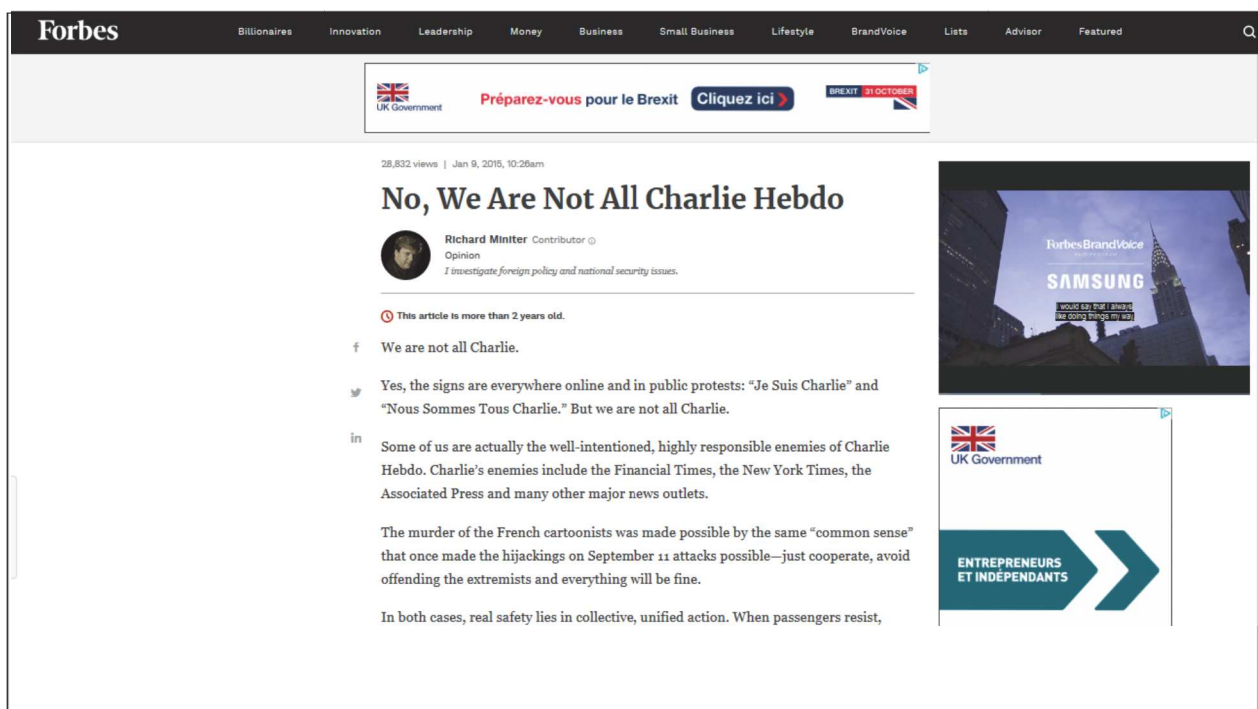 Forbes
Billionaires Innovation Leadership Money Business Small Business Lifestyle BrandVoice Lists Advisor Featured
UK Government
Préparez-vous pour le Brexit
Cliquez ici
BREXIT 31 OCTOBER
28,832 views | Jan 9, 2015, 10:26am
No, We Are Not All Charlie Hebdo
Richard Miniter Contributor
Opinion
I investigate foreign policy and national security issues.
This article is more than 2 years old.
We are not all Charlie.
Yes, the signs are everywhere online and in public protests: “Je Suis Charlie” and
“Nous Sommes Tous Charlie.” But we are not all Charlie.
Some of us are actually the well-intentioned, highly responsible enemies of Charlie
Hebdo. Charlie’s enemies include the Financial Times, the New York Times, the
Associated Press and many other major news outlets.
The murder of the French cartoonists was made possible by the same “common sense”
that once made the hijackings on September 11 attacks possible—just cooperate, avoid
offending the extremists and everything will be fine.
In both cases, real safety lies in collective, unified action. When passengers resist,
ForbesBrandVoice
SAMSUNG
I would say that I always
like doing things my way
UK Government
ENTREPRENEURS
ET INDÉPENDANTS